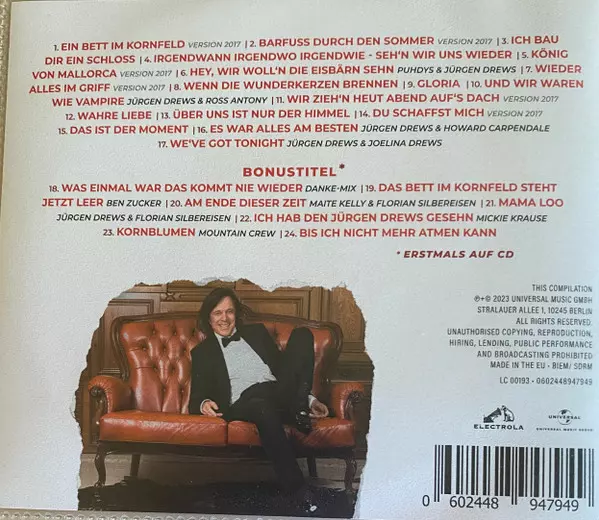 1. EIN BETT IM KORNFELD VERSION 2017 | 2. BARFUSS DURCH DEN SOMMER VERSION 2017 | 3. ICH BAU
DIR EIN SCHLOSS | 4. IRGENDWANN IRGENDWO IRGENDWIE - SEH'N WIR UNS WIEDER | 5. KÖNIG
VON MALLORCA VERSION 2017 | 6. HEY, WIR WOLL'N DIE EISBÄRN SEHN PUHDYS & JÜRGEN DREWS | 7. WIEDER
ALLES IM GRIFF VERSION 2017 | 8. WENN DIE WUNDERKERZEN BRENNEN | 9. GLORIA | 10. UND WIR WAREN
WIE VAMPIRE JÜRGEN DREWS & ROSS ANTONY | 11. WIR ZIEH'N HEUT ABEND AUF'S DACH VERSION 2017
12. WAHRE LIEBE | 13. ÜBER UNS IST NUR DER HIMMEL | 14. DU SCHAFFST MICH VERSION 2017
15. DAS IST DER MOMENT | 16. ES WAR ALLES AM BESTEN JÜRGEN DREWS & HOWARD CARPENDALE
17. WE'VE GOT TONIGHT JÜRGEN DREWS & JOELINA DREWS
BONUSTITEL*
18. WAS EINMAL WAR DAS KOMMT NIE WIEDER DANKE-MIX | 19. DAS BETT IM KORNFELD STEHT
JETZT LEER BEN ZUCKER | 20. AM ENDE DIESER ZEIT MAITE KELLY & FLORIAN SILBEREISEN | 21. MAMA LOO
JÜRGEN DREWS & FLORIAN SILBEREISEN | 22. ICH HAB DEN JÜRGEN DREWS GESEHN MICKIE KRAUSE
23. KORNBLUMEN MOUNTAIN CREW | 24. BIS ICH NICHT MEHR ATMEN KANN
* ERSTMALS AUF CD
THIS COMPILATION
℗+© 2023 UNIVERSAL MUSIC GMBH
STRALAUER ALLEE 1, 10245 BERLIN
ALL RIGHTS RESERVED.
UNAUTHORISED COPYING, REPRODUCTION,
HIRING, LENDING, PUBLIC PERFORMANCE
AND BROADCASTING PROHIBITED
MADE IN THE EU - BIEM/ SDRM
LC 00193 • 0602448947949
ELECTROLA
UNIVERSAL
UNIVERSAL MUSIC GROUP
0 602448 947949